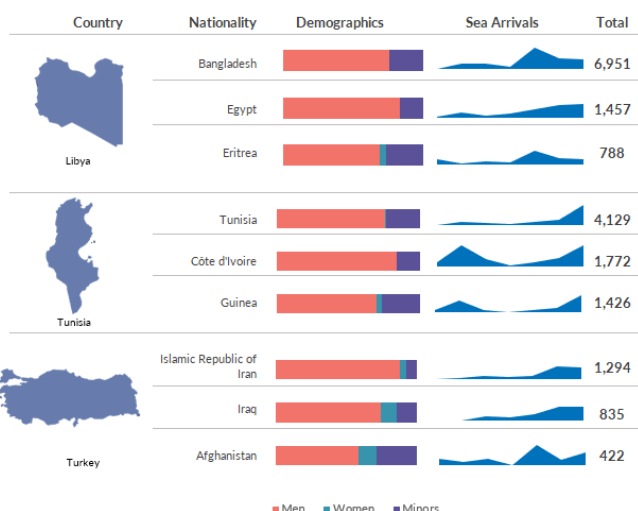 Country Nationality Demographics Sea Arrivals Total
Bangladesh 6,951
Egypt 1,457
Eritrea 788
Libya
Tunisia 4,129
Côte d'Ivoire 1,772
Guinea 1,426
Tunisia
Islamic Republic of
Iran 1,294
Iraq 835
Afghanistan 422
Turkey
Men Women Minors